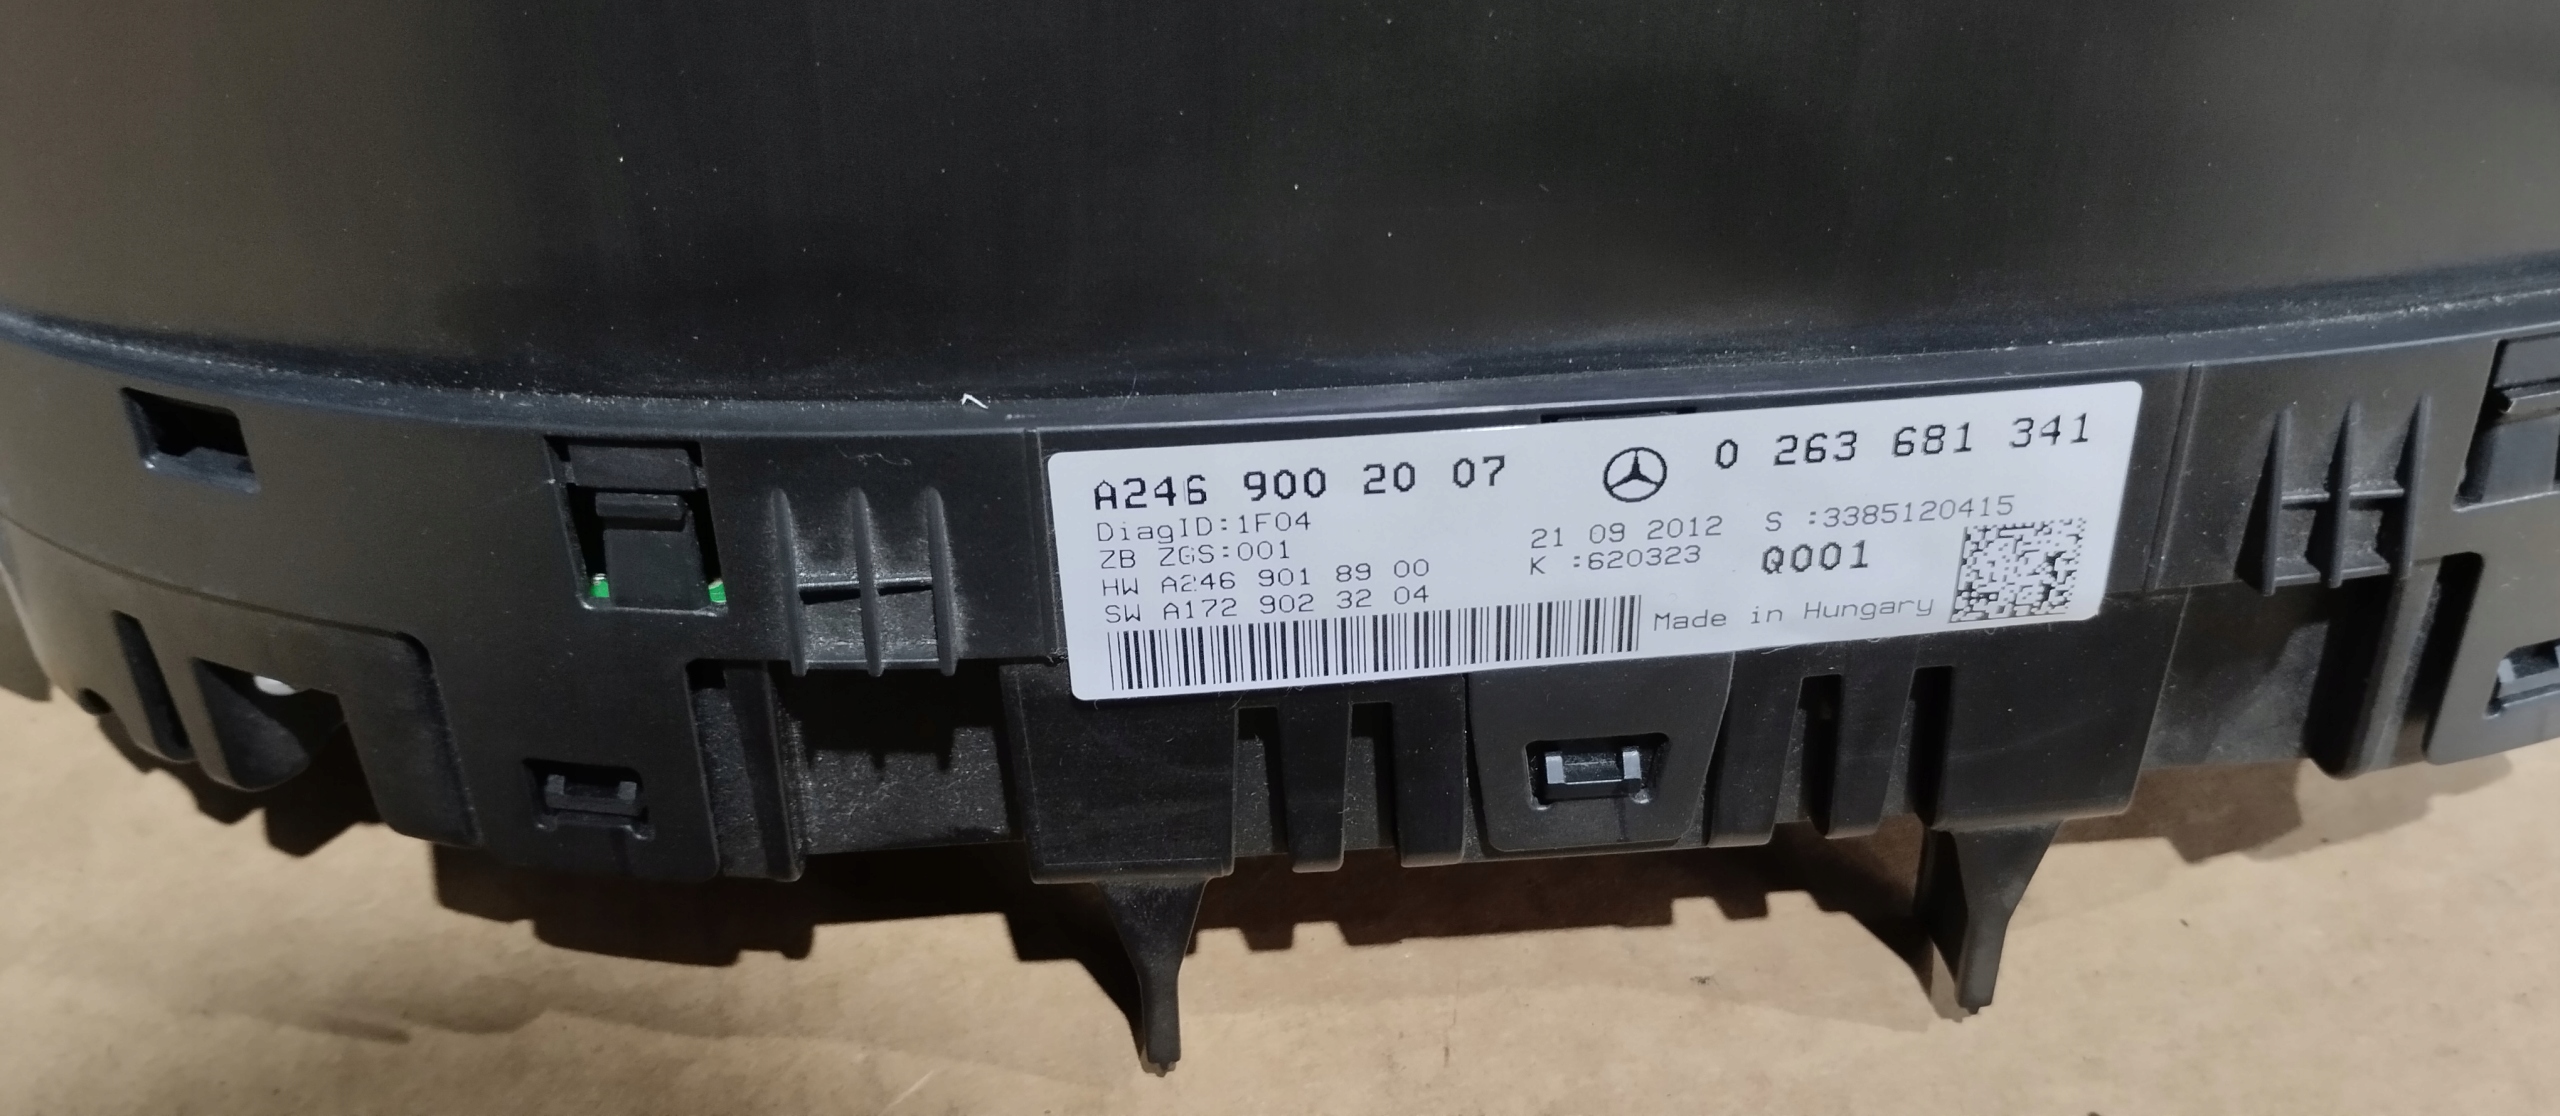 A246 900 20 07
0 263 681 341
DiagID:1F04
ZB ZGS:001
HW A246 901 89 00
SW A172 902 32 04
21 09 2012
S :3385120415
K :620323
Q001
Made in Hungary